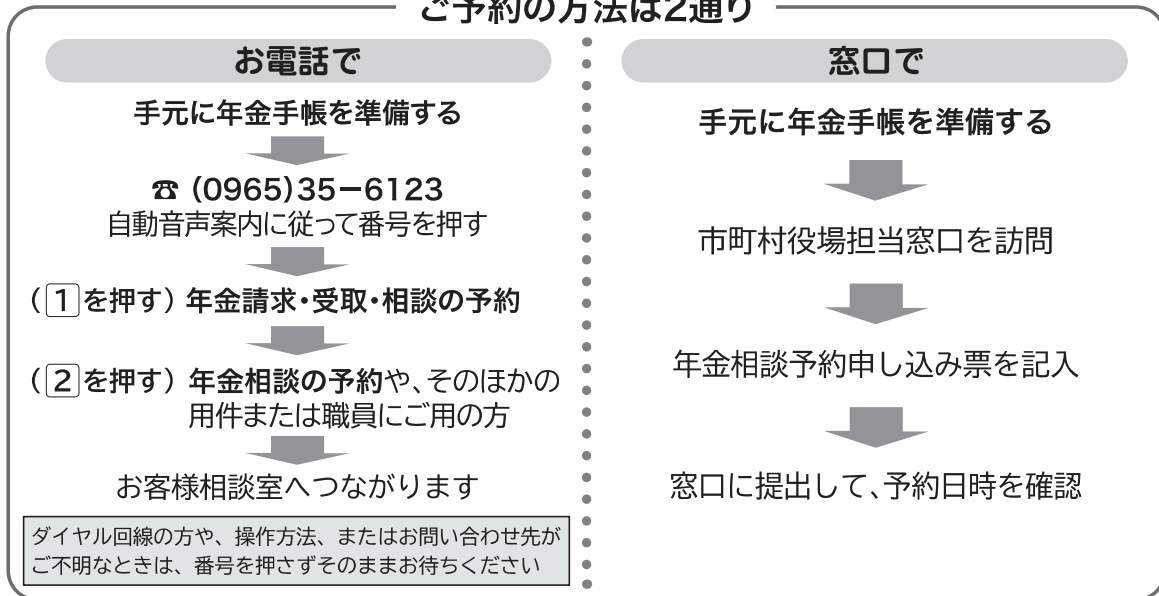 ご予約の方法は2通り
お電話で
手元に年金手帳を準備する
☎ (0965)35−6123
自動音声案内に従って番号を押す
(1を押す) 年金請求・受取・相談の予約
(2を押す) 年金相談の予約や、そのほかの
用件または職員にご用の方
お客様相談室へつながります
ダイヤル回線の方や、操作方法、またはお問い合わせ先が
ご不明なときは、番号を押さずそのままお待ちください
窓口で
手元に年金手帳を準備する
市町村役場担当窓口を訪問
年金相談予約申し込み票を記入
窓口に提出して、予約日時を確認